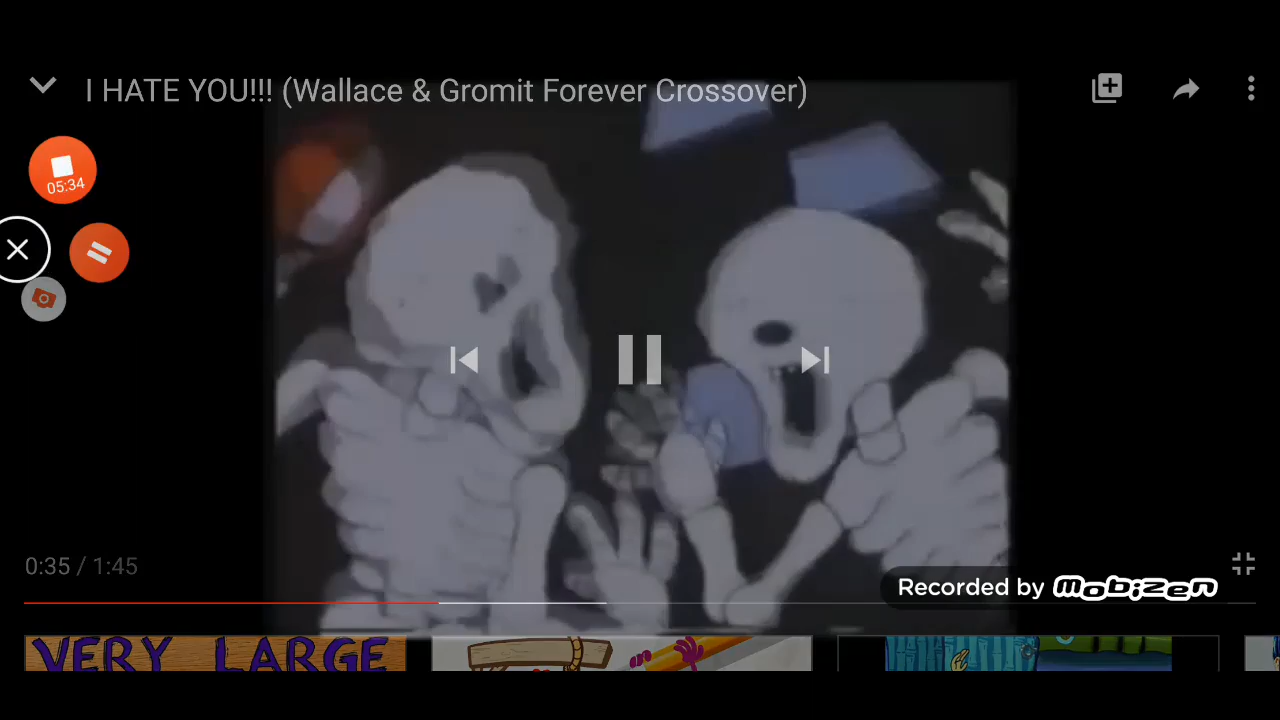 I HATE YOU!!! (Wallace & Gromit Forever Crossover)
05:34
0:35 / 1:45
Recorded by mobizen
VERY LARGE